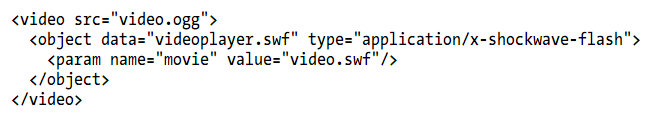 <video src="video.ogg">
  <object data="videoplayer.swf" type="application/x-shockwave-flash">
    <param name="movie" value="video.swf"/>
  </object>
</video>